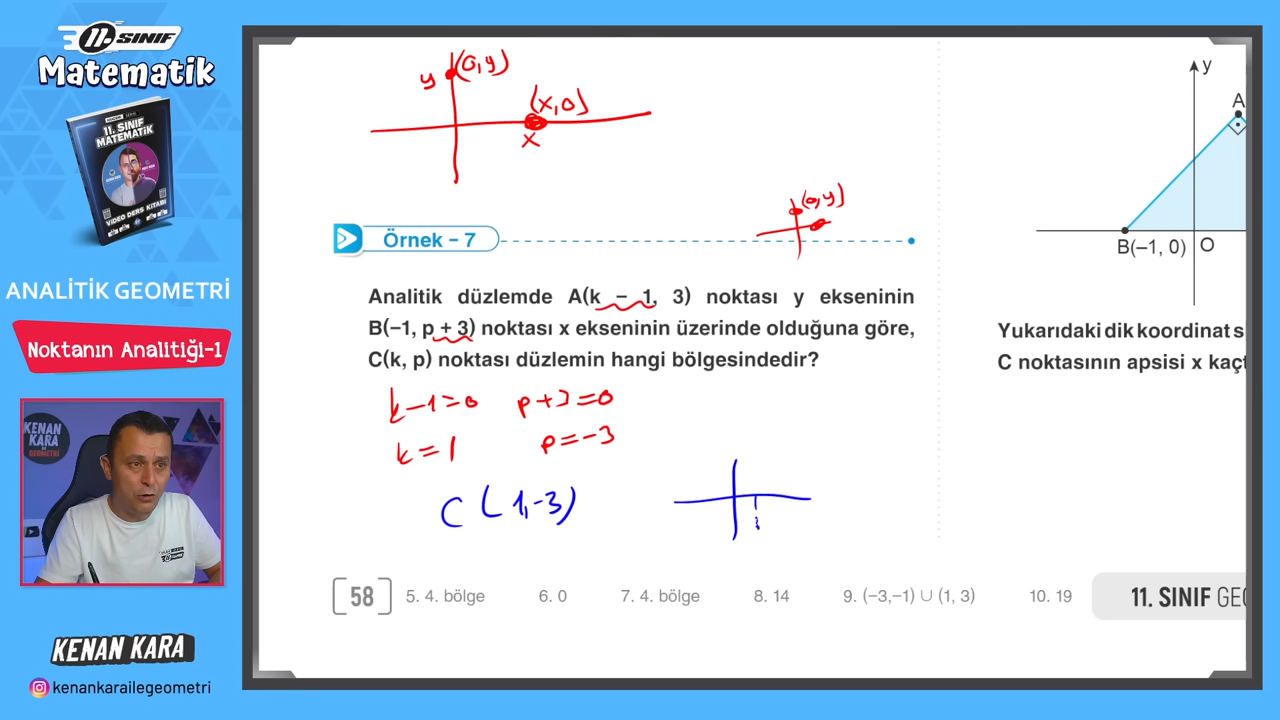 11. SINIF
Matematik
11. SINIF
MATEMATİK
VİDEO DERS KİTABI
ANALİTİK GEOMETRİ
Noktanın Analitiği-1
KENAN
KARA
GEOMETRİ
KENAN KARA
kenankarailegeometri
y (0,y)
(x,0)
x
(0,y)
Örnek – 7
Analitik düzlemde A(k – 1, 3) noktası y ekseninin
B(–1, p + 3) noktası x ekseninin üzerinde olduğuna göre,
C(k, p) noktası düzlemin hangi bölgesindedir?
k-1=0 p+3=0
k=1 p=-3
C (1,-3)
y
A
B(–1, 0) O
Yukarıdaki dik koordinat s
C noktasının apsisi x kaçt
58 5. 4. bölge 6. 0 7. 4. bölge 8. 14 9. (–3,–1) ∪ (1, 3) 10. 19
11. SINIF GEO